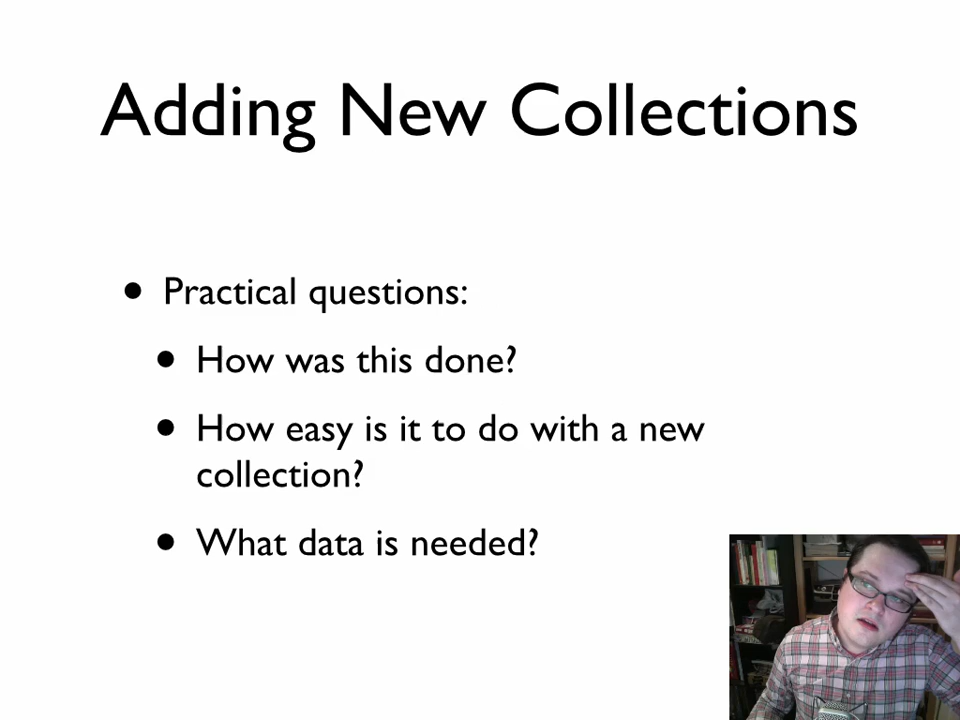 Adding New Collections
• Practical questions:
• How was this done?
• How easy is it to do with a new
collection?
• What data is needed?